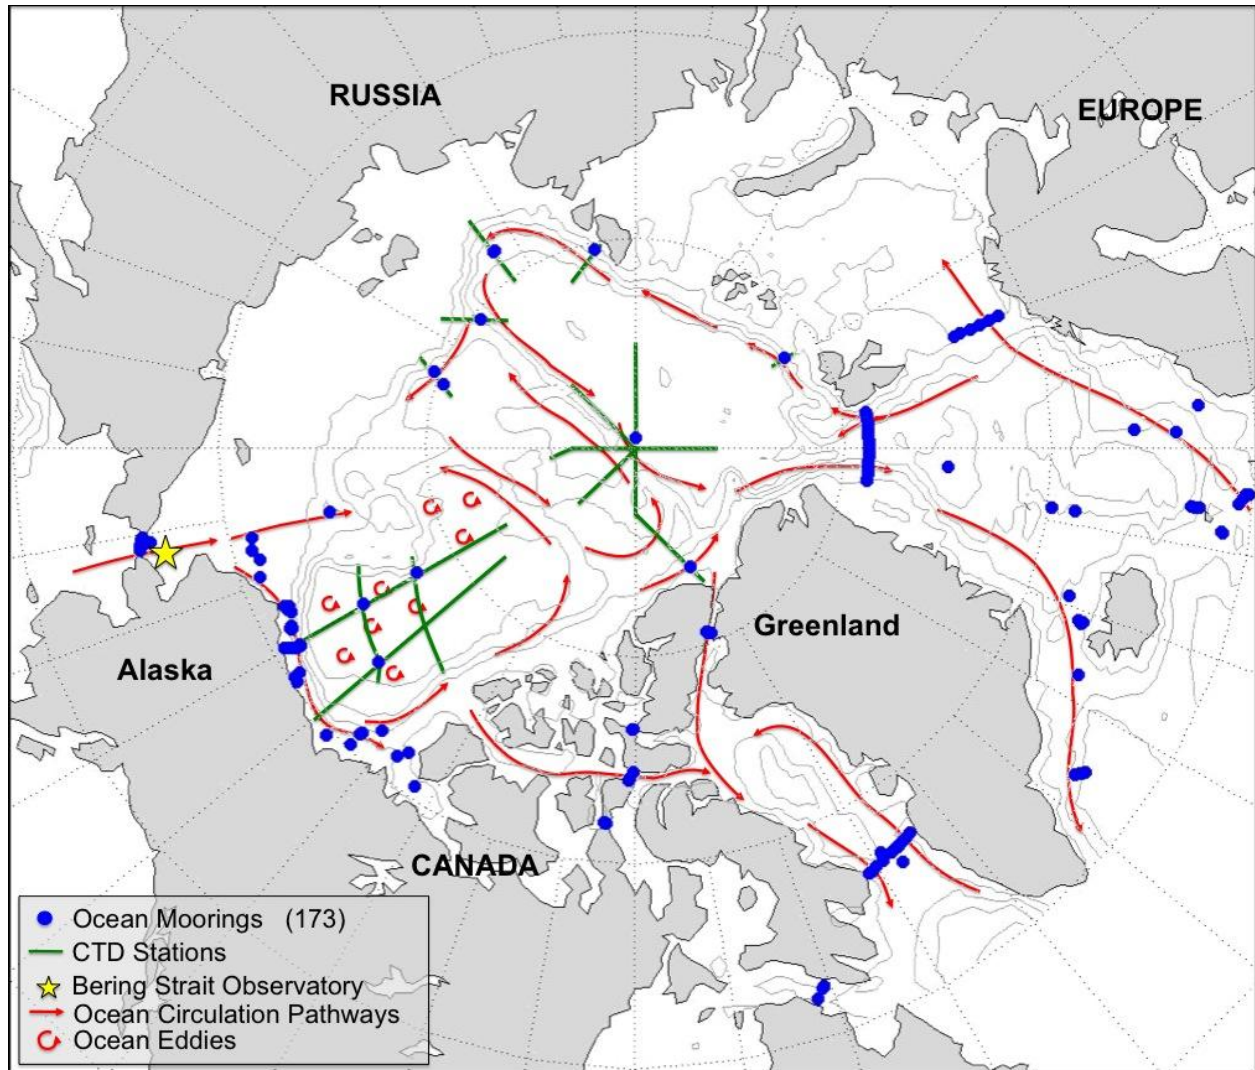 RUSSIA
EUROPE
Greenland
Alaska
CANADA
Ocean Moorings (173)
CTD Stations
Bering Strait Observatory
Ocean Circulation Pathways
Ocean Eddies